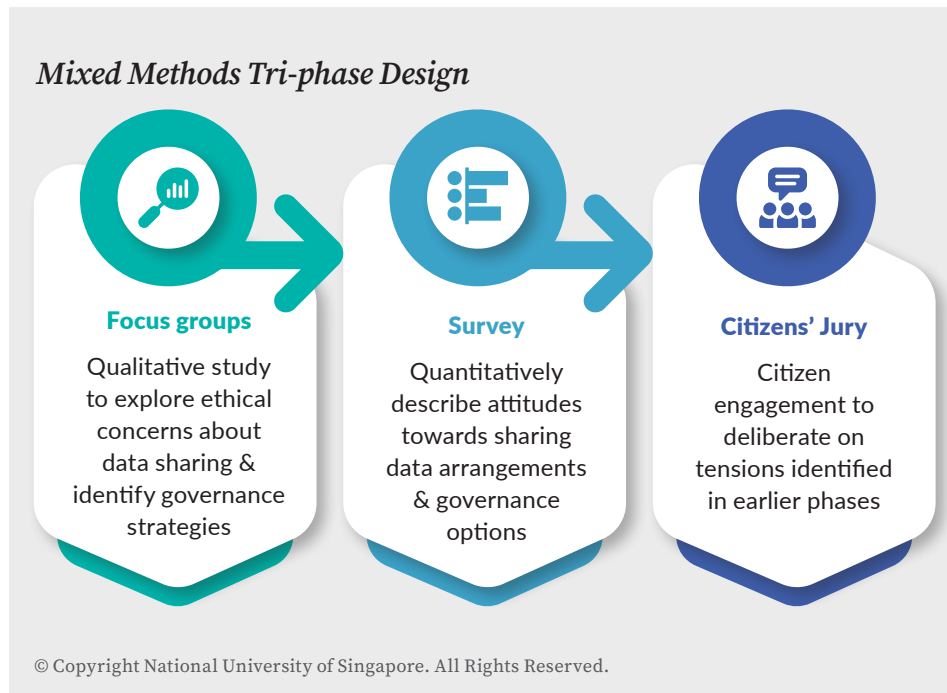 Mixed Methods Tri-phase Design
Focus groups
Qualitative study
to explore ethical
concerns about
data sharing &
identify governance
strategies
Survey
Quantitatively
describe attitudes
towards sharing
data arrangements
& governance
options
Citizens’ Jury
Citizen
engagement to
deliberate on
tensions identified
in earlier phases
© Copyright National University of Singapore. All Rights Reserved.